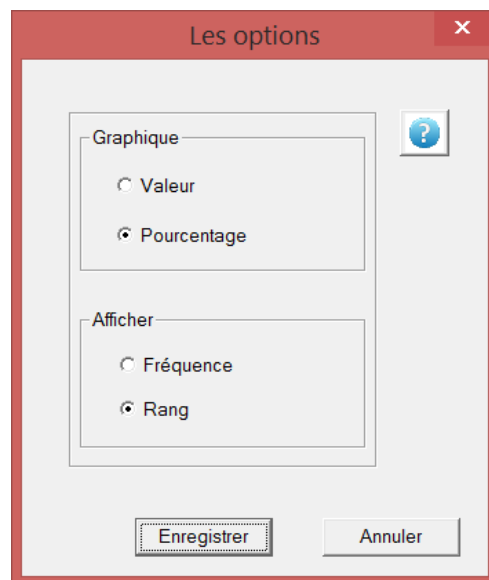 Les options
Graphique
Valeur
Pourcentage
Afficher
Fréquence
Rang
Enregistrer
Annuler